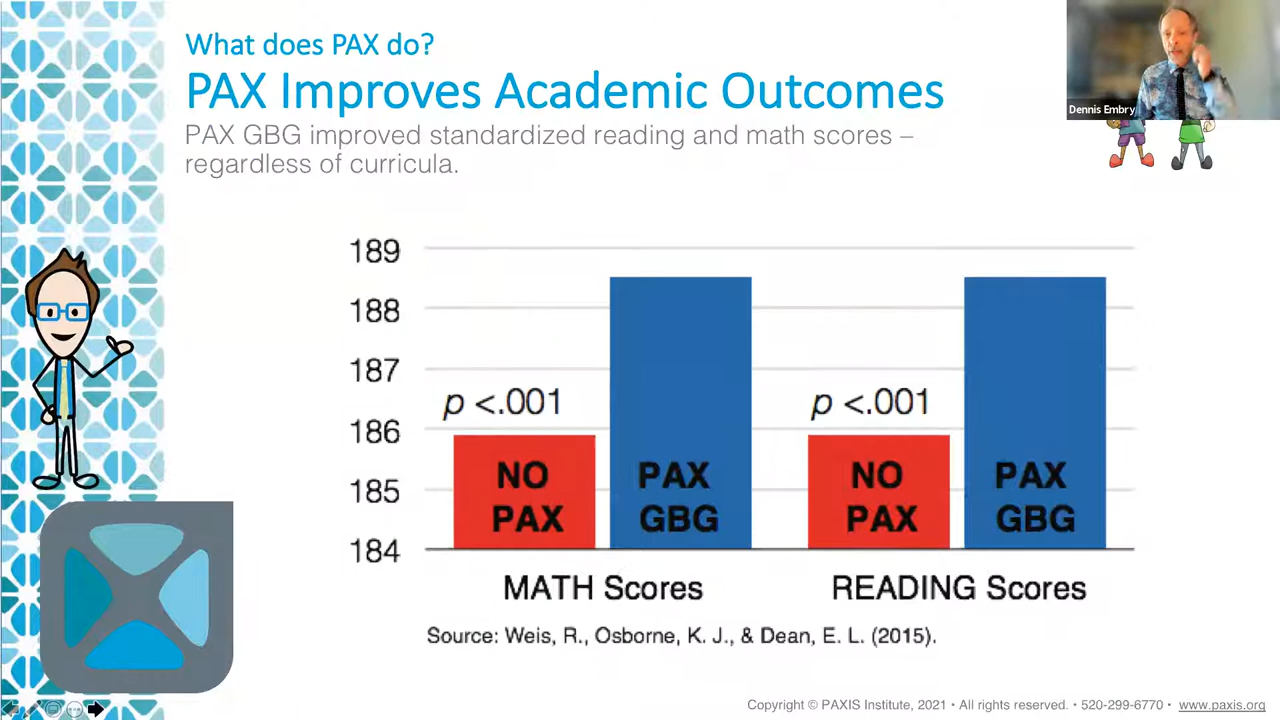 What does PAX do?
PAX Improves Academic Outcomes
PAX GBG improved standardized reading and math scores –
regardless of curricula.
Dennis Embry
189
188
187
186
185
184
p <.001
p <.001
NO
PAX
PAX
GBG
NO
PAX
PAX
GBG
MATH Scores
READING Scores
Source: Weis, R., Osborne, K. J., & Dean, E. L. (2015).
Copyright © PAXIS Institute, 2021 • All rights reserved. • 520-299-6770 • www.paxis.org